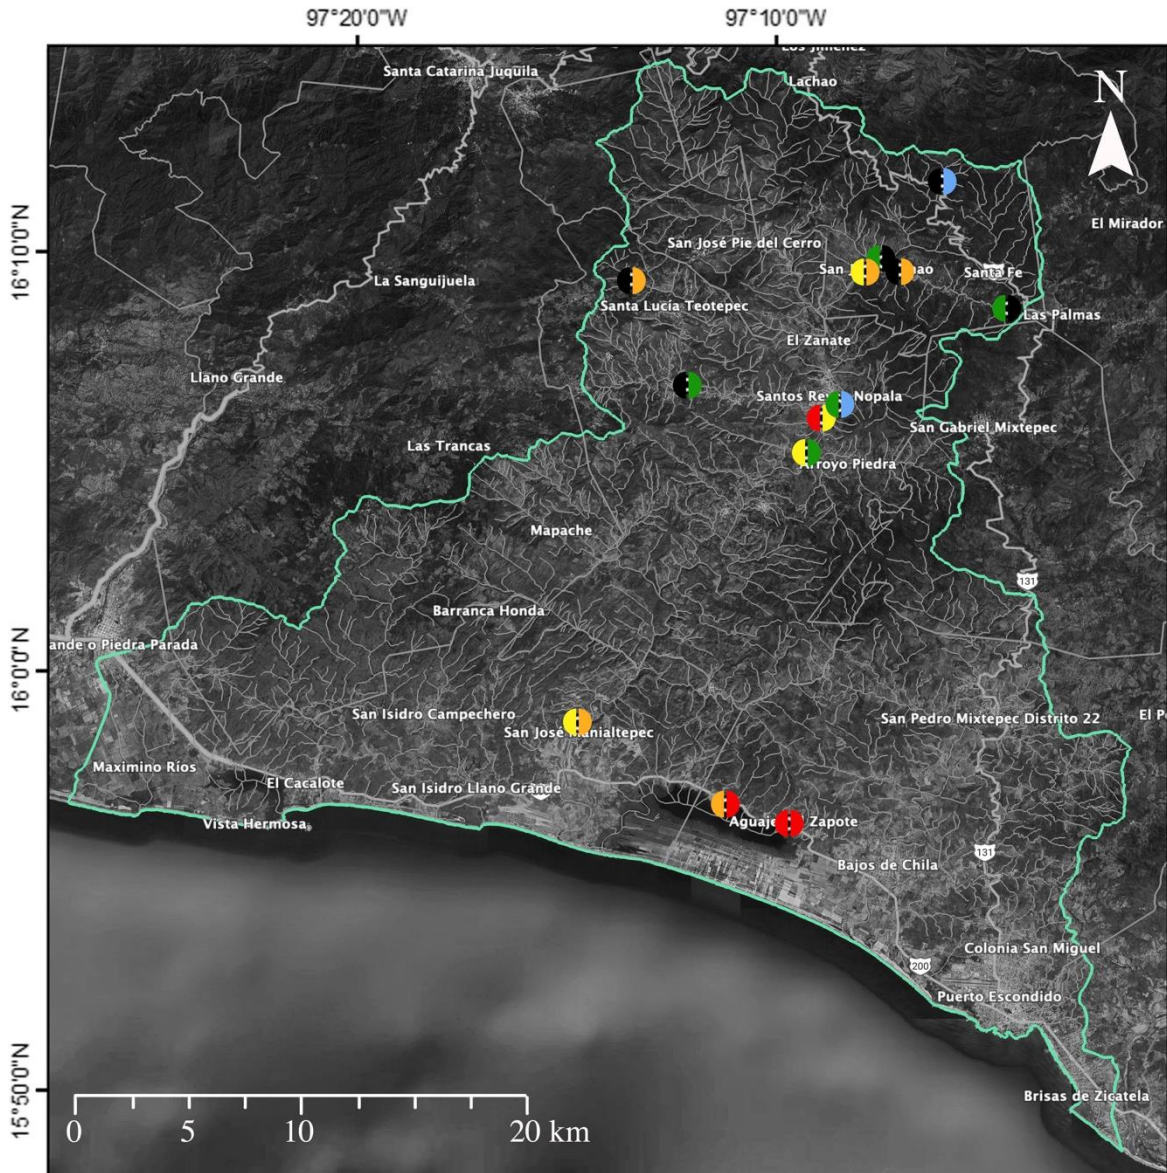 97°20'0"W
97°10'0"W
Los Jiménez
Santa Catarina Juquila
Lachao
N
El Mirador
16°10'0"N
San José Pie del Cerro
San
Santa Fe
La Sanguijuela
Santa Lucía Teotepec
Las Palmas
El Zanate
Llano Grande
Nopala
San Gabriel Mixtepec
Las Trancas
Arroyo Piedra
Mapache
131
Barranca Honda
ande o Piedra Parada
16°0'0"N
San Isidro Campechero
San Pedro Mixtepec Distrito 22
El P
San José Manialtepec
Maximino Ríos
El Cacalote
San Isidro Llano Grande
Vista Hermosa
Zapote
131
Bajos de Chila
Colonia San Miguel
200
Puerto Escondido
15°50'0"N
Brisas de Zicatela
0 5 10 20 km